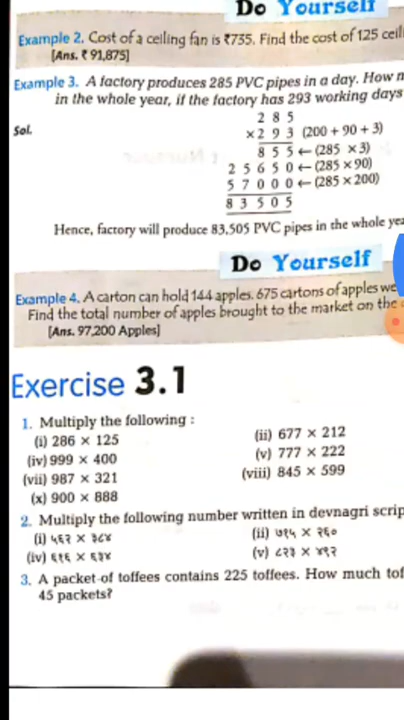 Do Yourself
Example 2. Cost of a ceiling fan is ₹735. Find the cost of 125 ceili
[Ans. ₹ 91,875]
Example 3. A factory produces 285 PVC pipes in a day. How
in the whole year, if the factory has 293 working days
Sol.
2 8 5
×2 9 3 (200 + 90 + 3)
8 5 5 ← (285 ×3)
2 5 6 5 0 ← (285 × 90)
5 7 0 0 0 ← (285 × 200)
8 3 5 0 5
Hence, factory will produce 83,505 PVC pipes in the whole yea
Do Yourself
Example 4. A carton can hold 144 apples. 675 cartons of apples we
Find the total number of apples brought to the market on the
[Ans. 97,200 Apples]
Exercise 3.1
1. Multiply the following :
(i) 286 × 125
(ii) 677 × 212
(iv) 999 × 400
(v) 777 × 222
(vii) 987 × 321
(viii) 845 × 599
(x) 900 × 888
2. Multiply the following number written in devnagri scrip
(i) ५६२ × ३८४
(ii) ७१५ × २६०
(iv) ६१६ × ६३४
(v) ८२३ × ४१२
3. A packet of toffees contains 225 toffees. How much tof
45 packets?